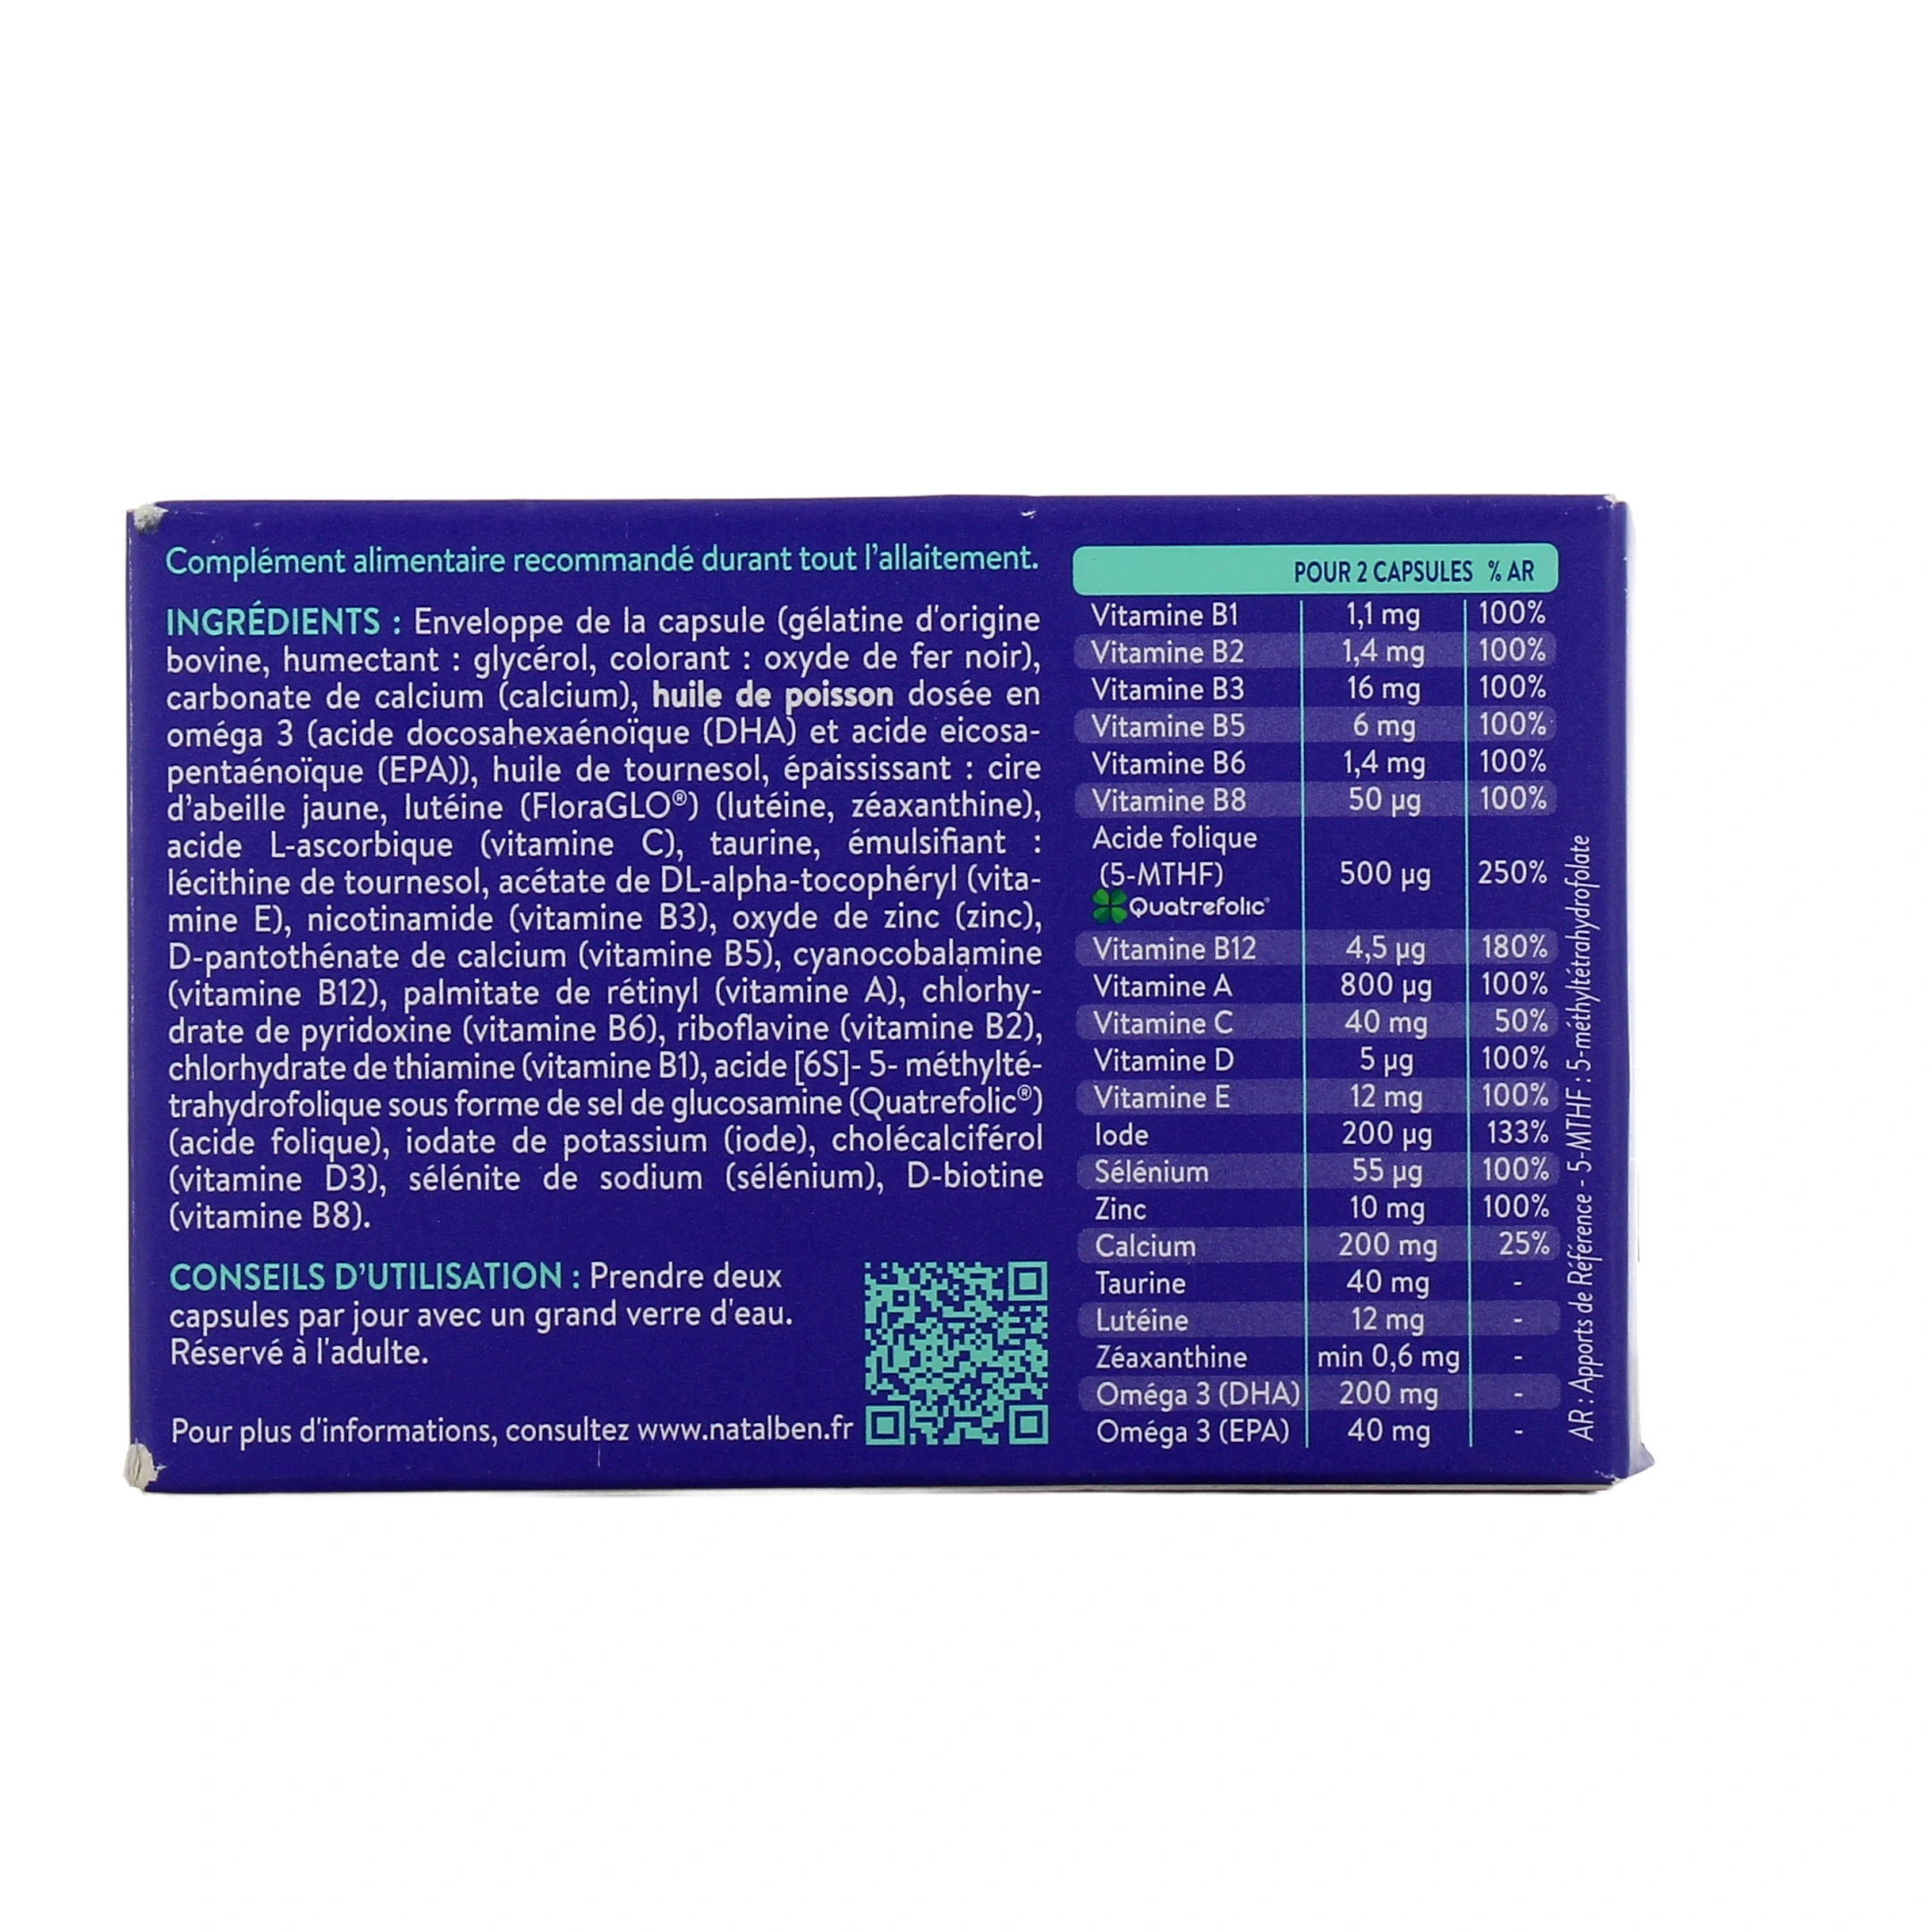 Complément alimentaire recommandé durant tout l'allaitement.
INGRÉDIENTS : Enveloppe de la capsule (gélatine d'origine
bovine, humectant : glycérol, colorant : oxyde de fer noir),
carbonate de calcium (calcium), huile de poisson dosée en
oméga 3 (acide docosahexaénoïque (DHA) et acide eicosa-
pentaénoïque (EPA)), huile de tournesol, épaississant : cire
d'abeille jaune, lutéine (FloraGLO®) (lutéine, zéaxanthine),
acide L-ascorbique (vitamine C), taurine, émulsifiant :
lécithine de tournesol, acétate de DL-alpha-tocophéryl (vita-
mine E), nicotinamide (vitamine B3), oxyde de zinc (zinc),
D-pantothénate de calcium (vitamine B5), cyanocobalamine
(vitamine B12), palmitate de rétinyl (vitamine A), chlorhy-
drate de pyridoxine (vitamine B6), riboflavine (vitamine B2),
chlorhydrate de thiamine (vitamine B1), acide [6S]- 5- méthylté-
trahydrofolique sous forme de sel de glucosamine (Quatrefolic®)
(acide folique), iodate de potassium (iode), cholécalciférol
(vitamine D3), sélénite de sodium (sélénium), D-biotine
(vitamine B8).
CONSEILS D'UTILISATION : Prendre deux
capsules par jour avec un grand verre d'eau.
Réservé à l'adulte.
Pour plus d'informations, consultez www.natalben.fr
POUR 2 CAPSULES % AR
Vitamine B1 1,1 mg 100%
Vitamine B2 1,4 mg 100%
Vitamine B3 16 mg 100%
Vitamine B5 6 mg 100%
Vitamine B6 1,4 mg 100%
Vitamine B8 50 µg 100%
Acide folique
(5-MTHF) 500 µg 250%
Quatrefolic®
Vitamine B12 4,5 µg 180%
Vitamine A 800 µg 100%
Vitamine C 40 mg 50%
Vitamine D 5 µg 100%
Vitamine E 12 mg 100%
Iode 200 µg 133%
Sélénium 55 µg 100%
Zinc 10 mg 100%
Calcium 200 mg 25%
Taurine 40 mg -
Lutéine 12 mg -
Zéaxanthine min 0,6 mg -
Oméga 3 (DHA) 200 mg -
Oméga 3 (EPA) 40 mg -
AR : Apports de Référence - 5-MTHF : 5-méthyltétrahydrofolate